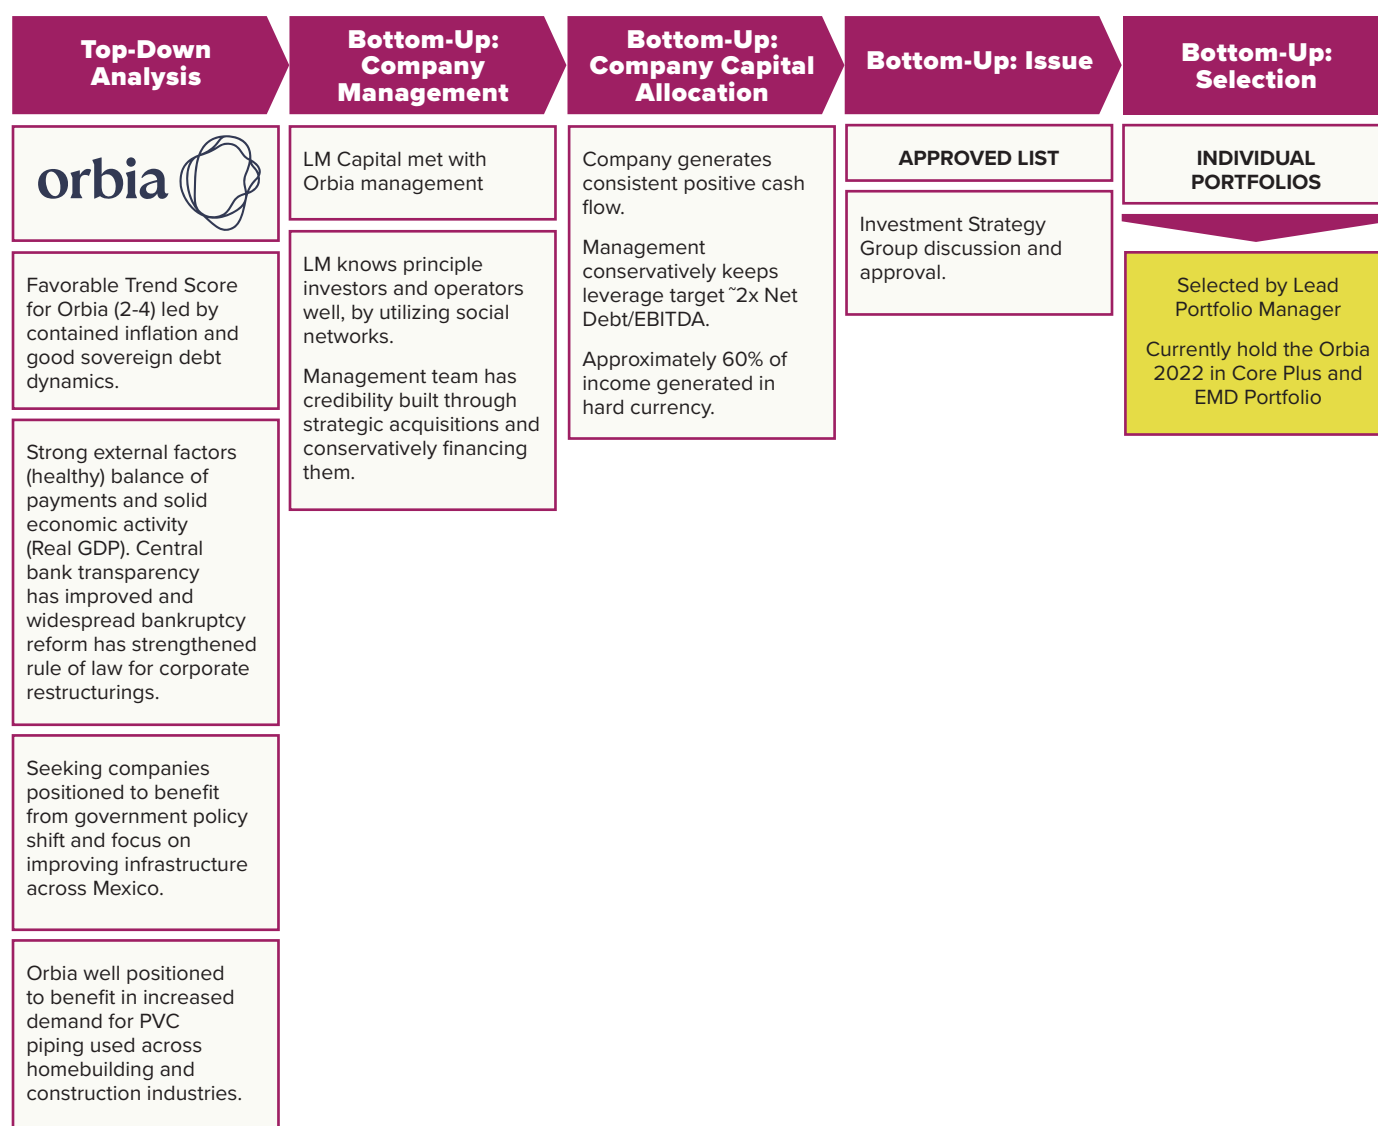 Top-Down
Analysis
orbia
Favorable Trend Score
for Orbia (2-4) led by
contained inflation and
good sovereign debt
dynamics.
Strong external factors
(healthy) balance of
payments and solid
economic activity
(Real GDP). Central
bank transparency
has improved and
widespread bankruptcy
reform has strengthened
rule of law for corporate
restructurings.
Seeking companies
positioned to benefit
from government policy
shift and focus on
improving infrastructure
across Mexico.
Orbia well positioned
to benefit in increased
demand for PVC
piping used across
homebuilding and
construction industries.
Bottom-Up:
Company
Management
LM Capital met with
Orbia management
LM knows principle
investors and operators
well, by utilizing social
networks.
Management team has
credibility built through
strategic acquisitions and
conservatively financing
them.
Bottom-Up:
Company Capital
Allocation
Company generates
consistent positive cash
flow.
Management
conservatively keeps
leverage target ~2x Net
Debt/EBITDA.
Approximately 60% of
income generated in
hard currency.
Bottom-Up: Issue
APPROVED LIST
Investment Strategy
Group discussion and
approval.
Bottom-Up:
Selection
INDIVIDUAL
PORTFOLIOS
Selected by Lead
Portfolio Manager
Currently hold the Orbia
2022 in Core Plus and
EMD Portfolio